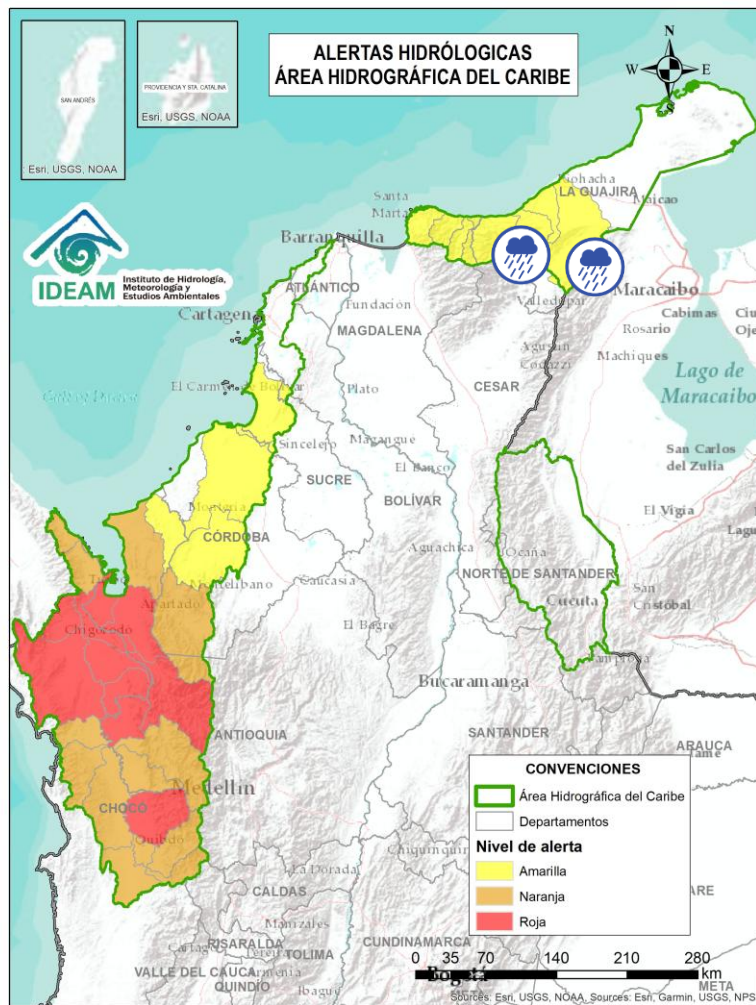 ALERTAS HIDRÓLOGICAS
ÁREA HIDROGRÁFICA DEL CARIBE
N
W
E
S
SAN ANDRÉS
: Esri, USGS, NOAA
PROVIDENCIA Y STA. CATALINA
Esri, USGS, NOAA
IDEAM
Instituto de Hidrología,
Meteorología y
Estudios Ambientales
LA GUAJIRA
Maicao
Santa
Marta
Barranquilla
ATLÁNTICO
Cartagena
Fundación
MAGDALENA
Valledupar
Maracaibo
Cabimas
Rosario
Agustín
Codazzi
Machiques
CESAR
Lago de
Maracaibo
El Carmen de Bolívar
Plato
Sincelejo
Magangue
SUCRE
El Banco
BOLÍVAR
San Carlos
del Zulia
El Vigía
Montería
CÓRDOBA
Aguachica
Ocaña
NORTE DE SANTANDER
Caucasia
Apartadó
Cucuta
San
Cristóbal
Chigorodó
El Bagre
Pamplona
Bucaramanga
ANTIOQUIA
SANTANDER
ARAUCA
Medellín
CHOCÓ
Quibdó
La Dorada
CALDAS
Manizales
RISARALDA
TOLIMA
CUNDINAMARCA
VALLE DEL CAUCA
Armenia
QUINDÍO
Ibagué
Bogotá
META
CONVENCIONES
Área Hidrográfica del Caribe
Departamentos
Nivel de alerta
Amarilla
Naranja
Roja
0 35 70 140 210 280
km
Sources: Esri, USGS, NOAA, Sources: Esri, Garmin, USGS, NPS